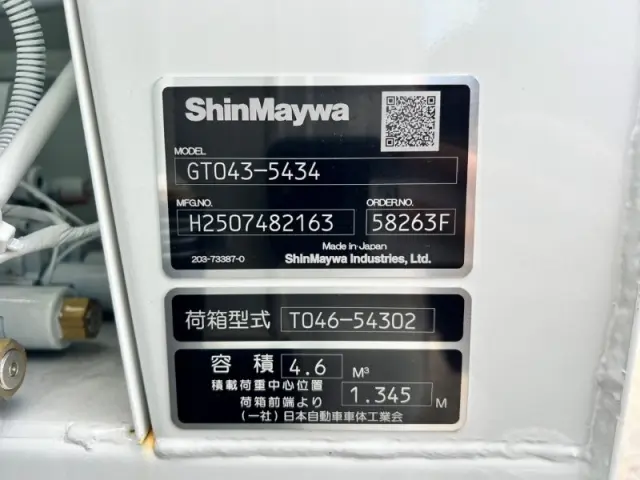 ShinMaywa
MODEL
GT043-5434
MFG.NO. ORDER.NO.
H2507482163 58263F
Made in Japan
203-73387-0 ShinMaywa Industries, Ltd.
荷箱型式 T046-54302
容積 4.6 M³
積載荷重中心位置
荷箱前端より 1.345 M
(一社)日本自動車車体工業会